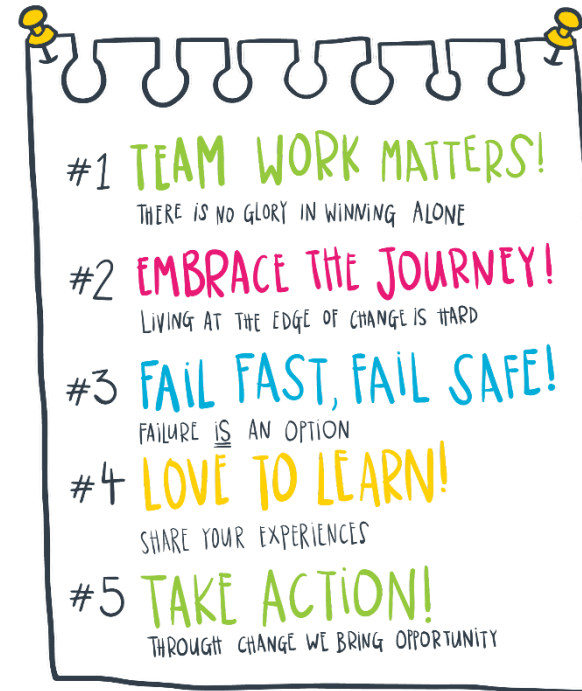 #1 TEAM WORK MATTERS!
THERE IS NO GLORY IN WINNING ALONE
#2 EMBRACE THE JOURNEY!
LIVING AT THE EDGE OF CHANGE IS HARD
#3 FAIL FAST, FAIL SAFE!
FAILURE IS AN OPTION
#4 LOVE TO LEARN!
SHARE YOUR EXPERIENCES
#5 TAKE ACTION!
THROUGH CHANGE WE BRING OPPORTUNITY